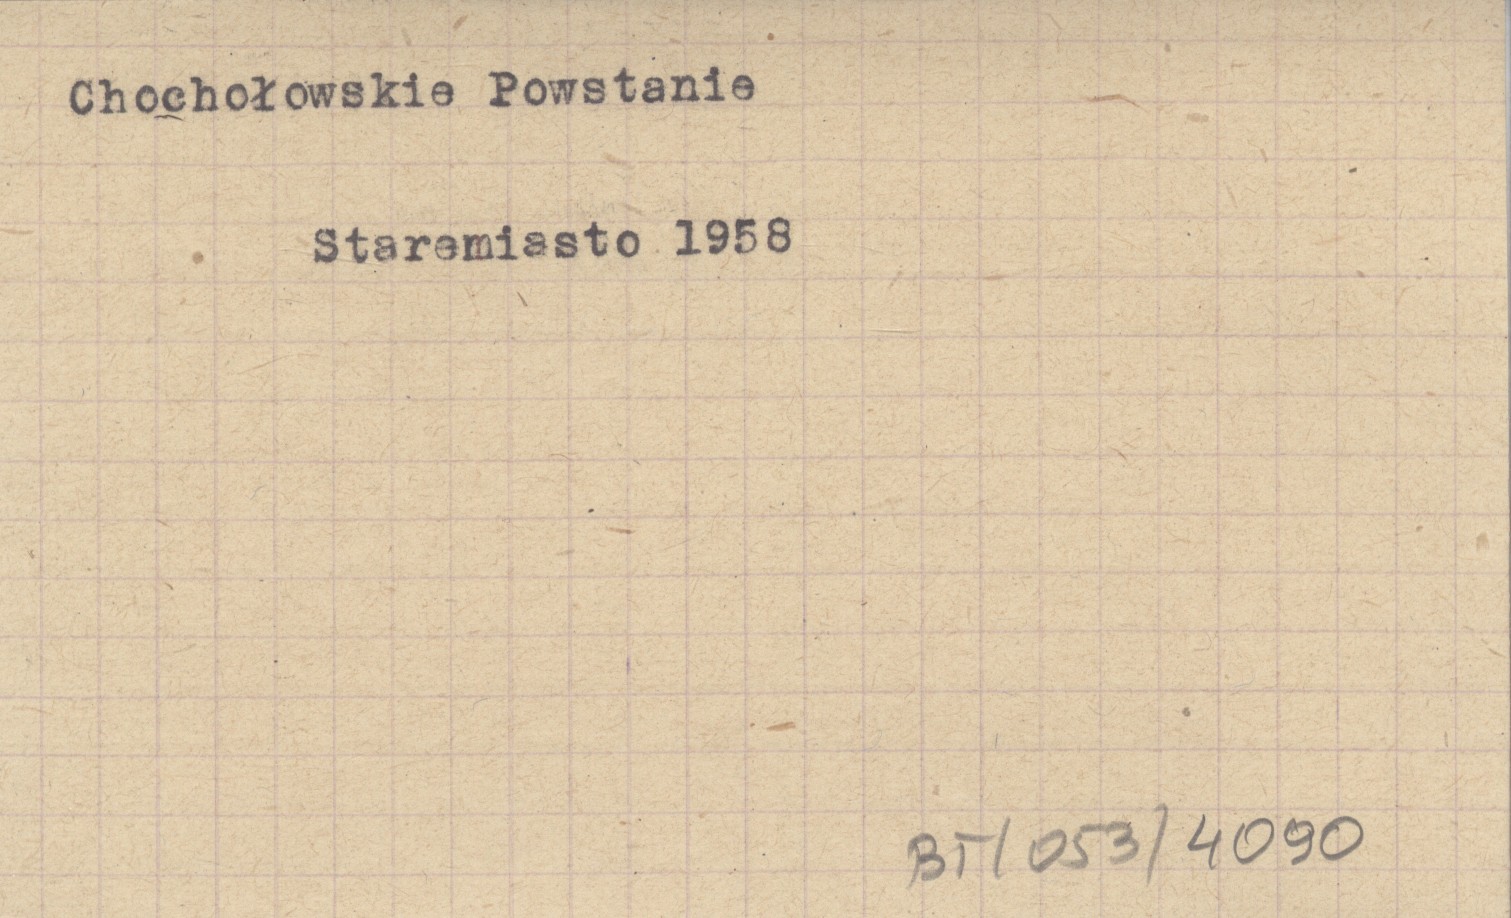 Chochołowskie Powstanie
Staremiasto 1958
BT/053/4090